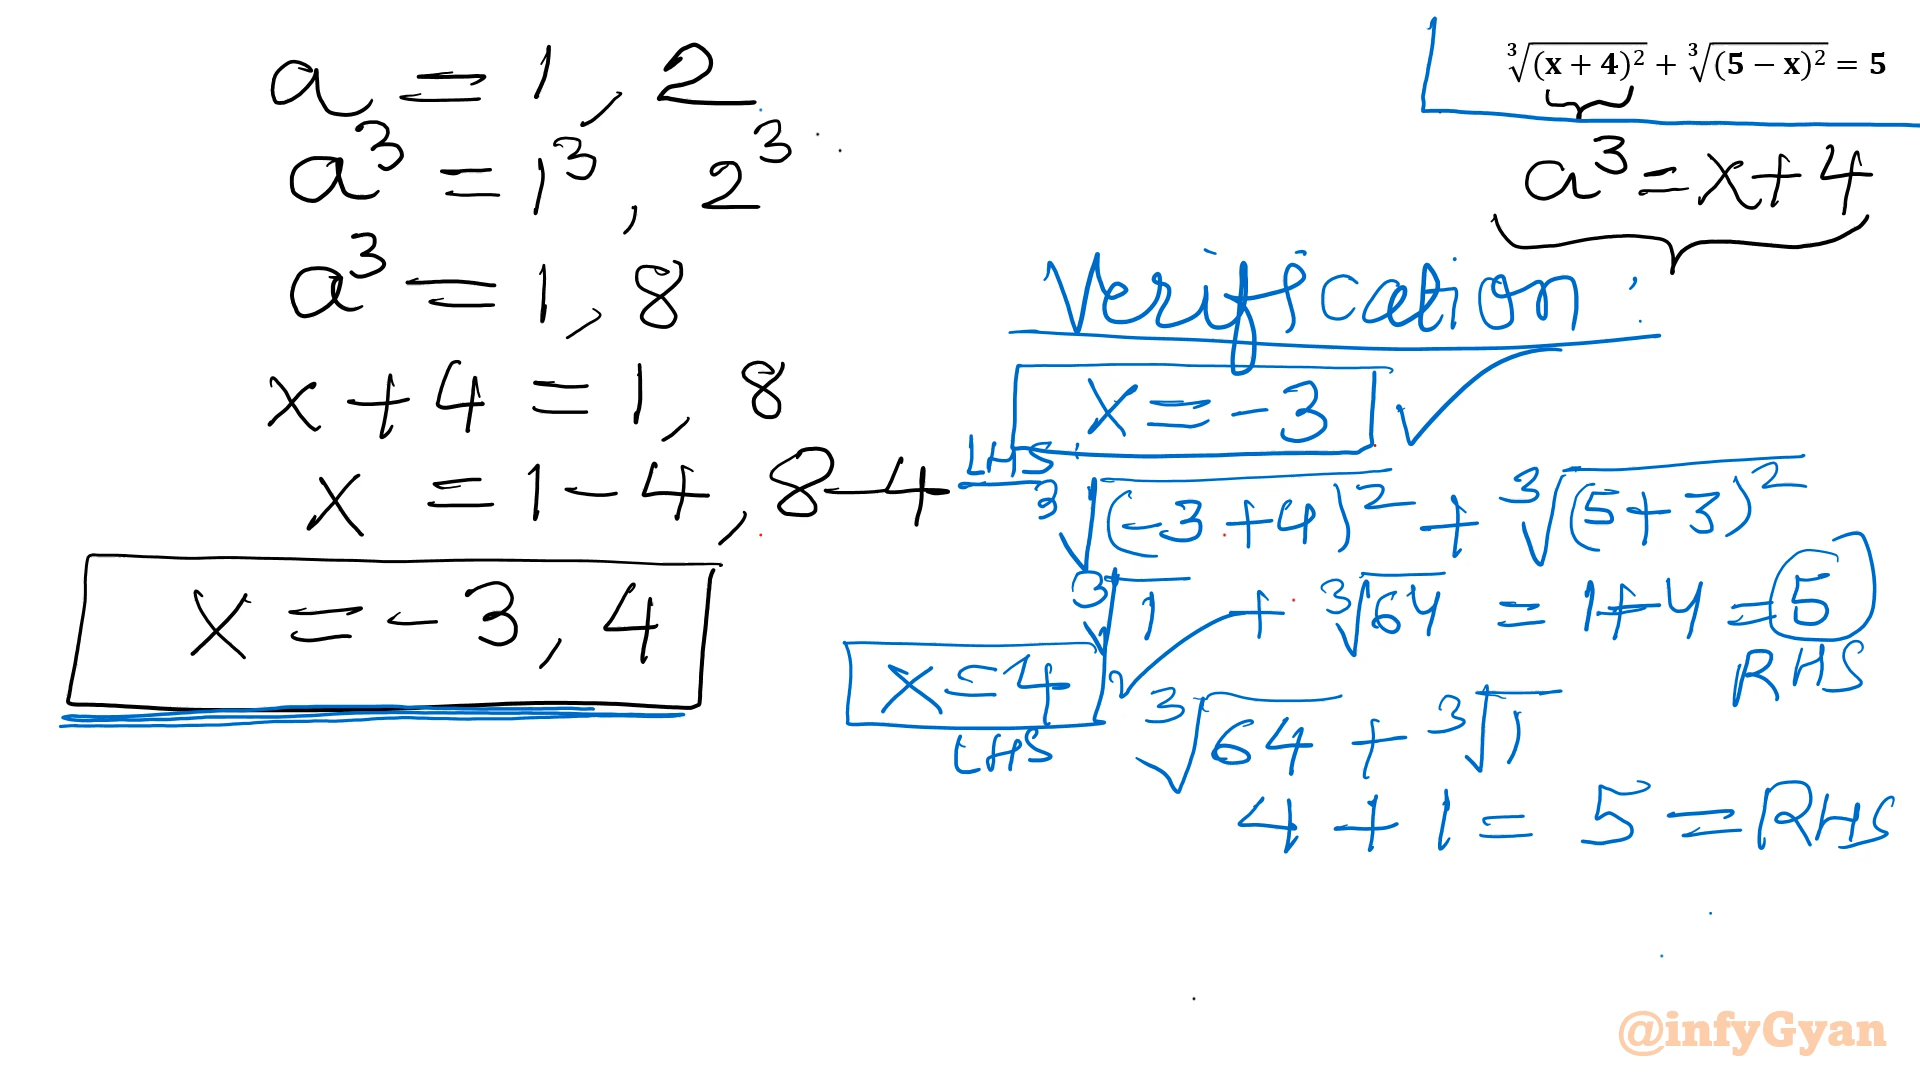 a = 1, 2
a³ = 1³, 2³
a³ = 1, 8
x + 4 = 1, 8
x = 1 - 4, 8 - 4
x = -3, 4
∛(x + 4)² + ∛(5 − x)² = 5
a³ = x + 4
Verification :
x = -3 ✓
LHS :
∛(-3 + 4)² + ∛(5 + 3)²
∛1 + ∛64 = 1 + 4 = 5
RHS
x = 4 ✓
LHS
∛64 + ∛1
4 + 1 = 5 = RHS
@infyGyan